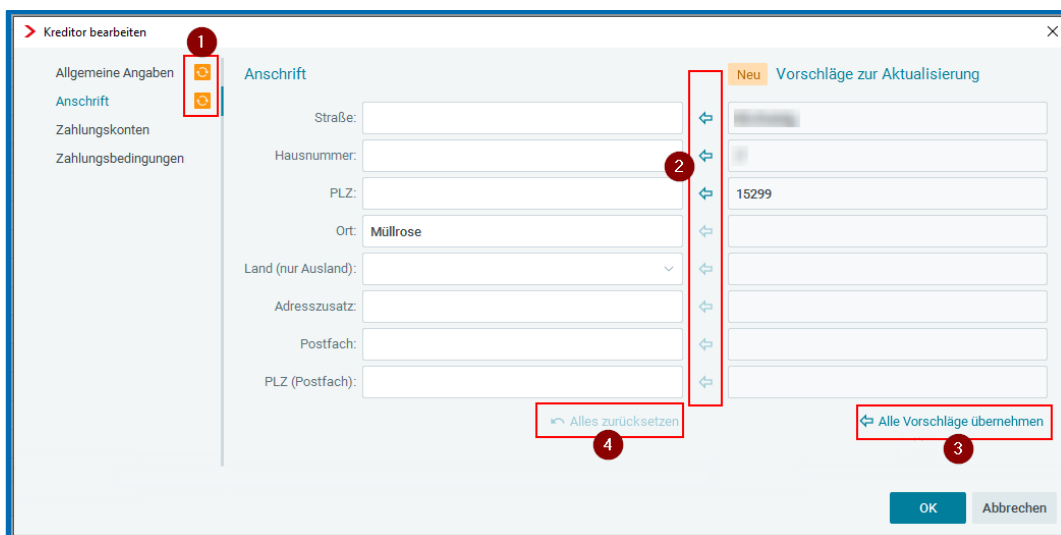 Kreditor bearbeiten
1
Allgemeine Angaben
Anschrift
Zahlungskonten
Zahlungsbedingungen
Anschrift
Neu Vorschläge zur Aktualisierung
Straße:
Hausnummer:
2
PLZ: 15299
Ort: Müllrose
Land (nur Ausland):
Adresszusatz:
Postfach:
PLZ (Postfach):
Alles zurücksetzen
Alle Vorschläge übernehmen
4
3
OK Abbrechen